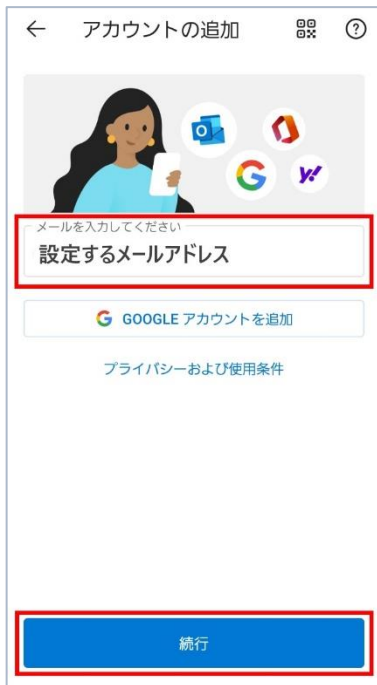 アカウントの追加
メールを入力してください
設定するメールアドレス
GOOGLE アカウントを追加
プライバシーおよび使用条件
続行